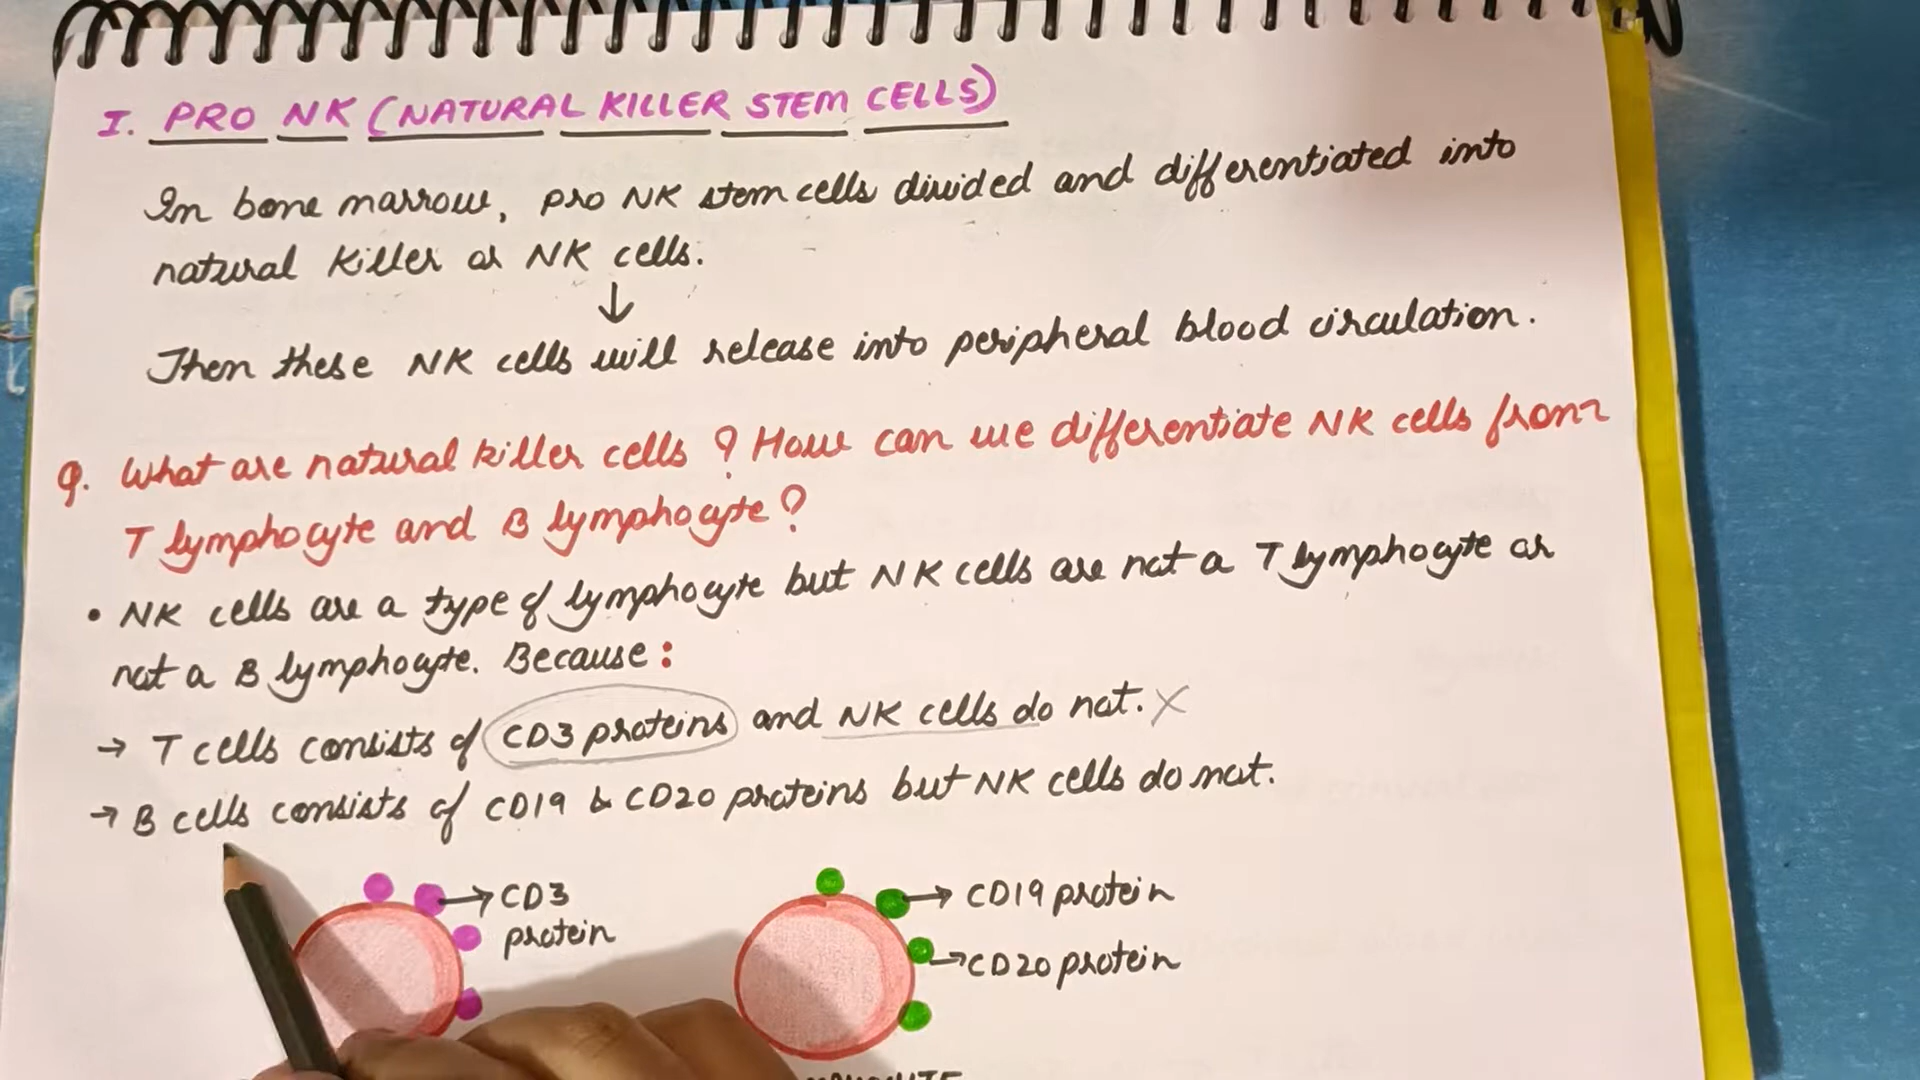 I. PRO NK (NATURAL KILLER STEM CELLS)
In bone marrow, pro NK stem cells divided and differentiated into
natural killer or NK cells.
↓
Then these NK cells will release into peripheral blood circulation.
Q. What are natural killer cells? How can we differentiate NK cells from
T lymphocyte and B lymphocyte?
• NK cells are a type of lymphocyte but NK cells are not a T lymphocyte or
not a B lymphocyte. Because:
→ T cells consists of CD3 proteins and NK cells do not. X
→ B cells consists of CD19 & CD20 proteins but NK cells do not.
→ CD3
protein
→ CD19 protein
→ CD20 protein